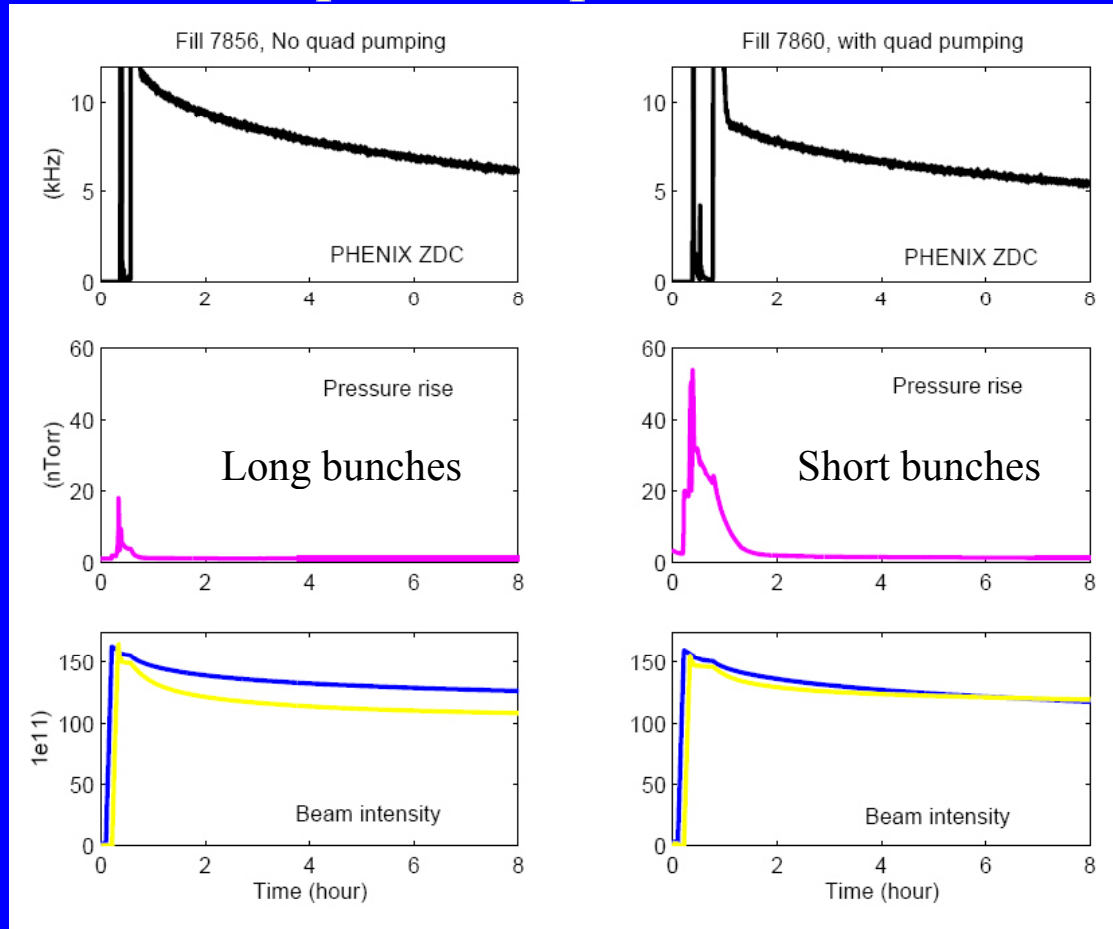 Fill 7856, No quad pumping
10
5
0
(kHz)
PHENIX ZDC
0 2 4 6 8
Fill 7860, with quad pumping
10
5
0
PHENIX ZDC
0 2 4 6 8
60
40
20
0
(nTorr)
Pressure rise
Long bunches
0 2 4 6 8
60
40
20
0
Pressure rise
Short bunches
0 2 4 6 8
150
100
50
0
1e11
Beam intensity
0 2 4 6 8
Time (hour)
150
100
50
0
Beam intensity
0 2 4 6 8
Time (hour)